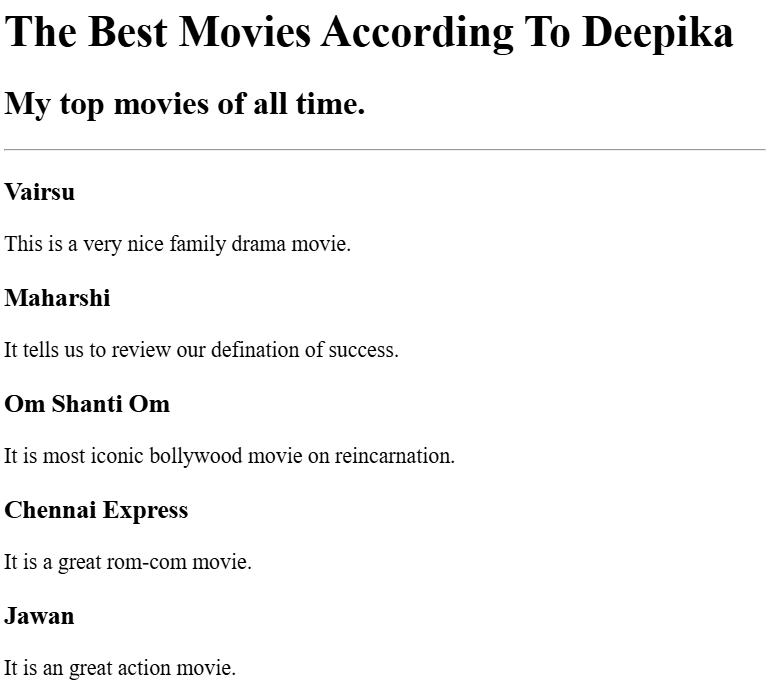 The Best Movies According To Deepika
My top movies of all time.
Vairsu
This is a very nice family drama movie.
Maharshi
It tells us to review our defination of success.
Om Shanti Om
It is most iconic bollywood movie on reincarnation.
Chennai Express
It is a great rom-com movie.
Jawan
It is an great action movie.